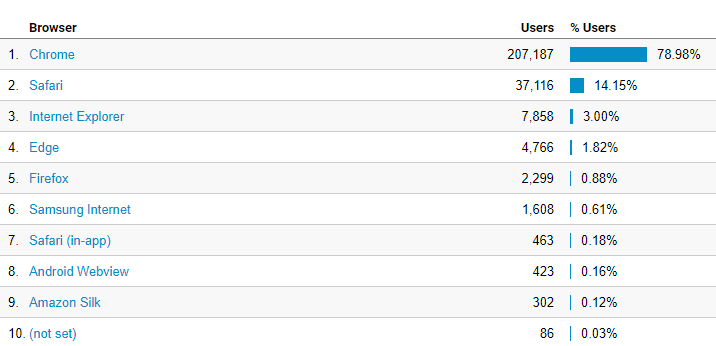 Browser Users % Users
1. Chrome 207,187 78.98%
2. Safari 37,116 14.15%
3. Internet Explorer 7,858 3.00%
4. Edge 4,766 1.82%
5. Firefox 2,299 0.88%
6. Samsung Internet 1,608 0.61%
7. Safari (in-app) 463 0.18%
8. Android Webview 423 0.16%
9. Amazon Silk 302 0.12%
10. (not set) 86 0.03%